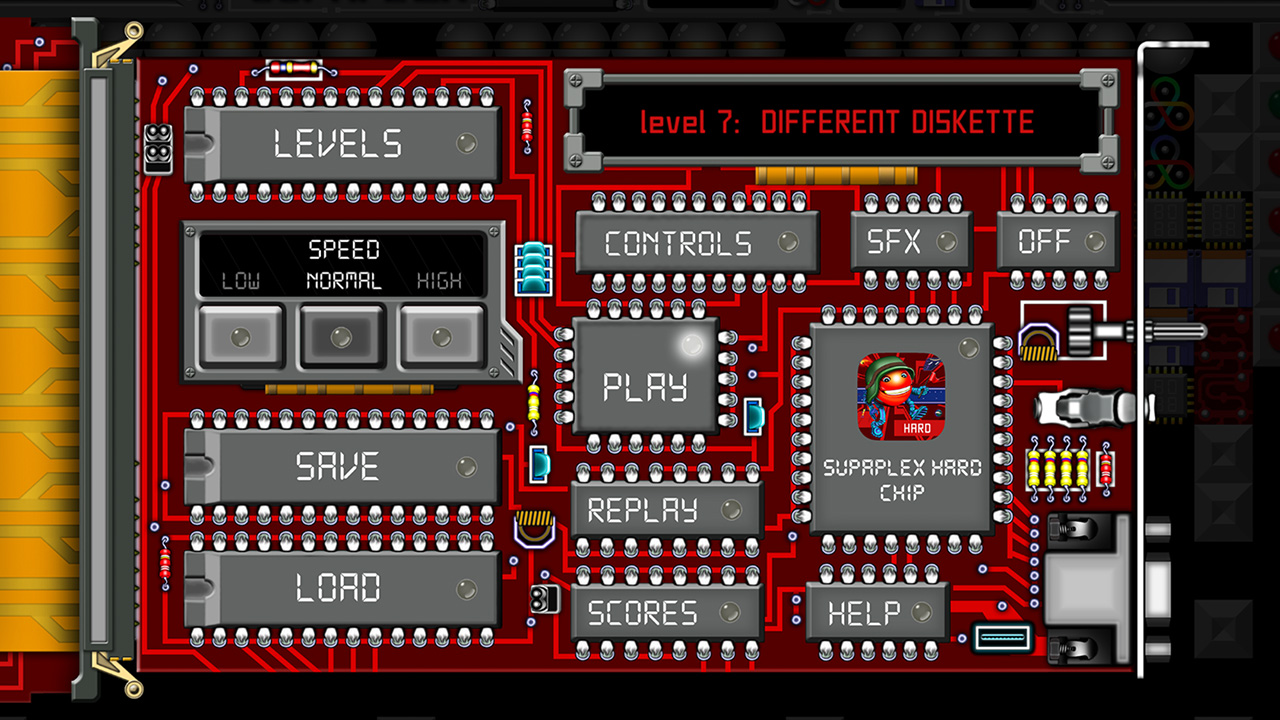 LEVELS
level 7: DIFFERENT DISKETTE
SPEED
LOW NORMAL HIGH
CONTROLS
SFX
OFF
PLAY
HARD
SUPAPLEX HARD
CHIP
SAVE
REPLAY
LOAD
SCORES
HELP